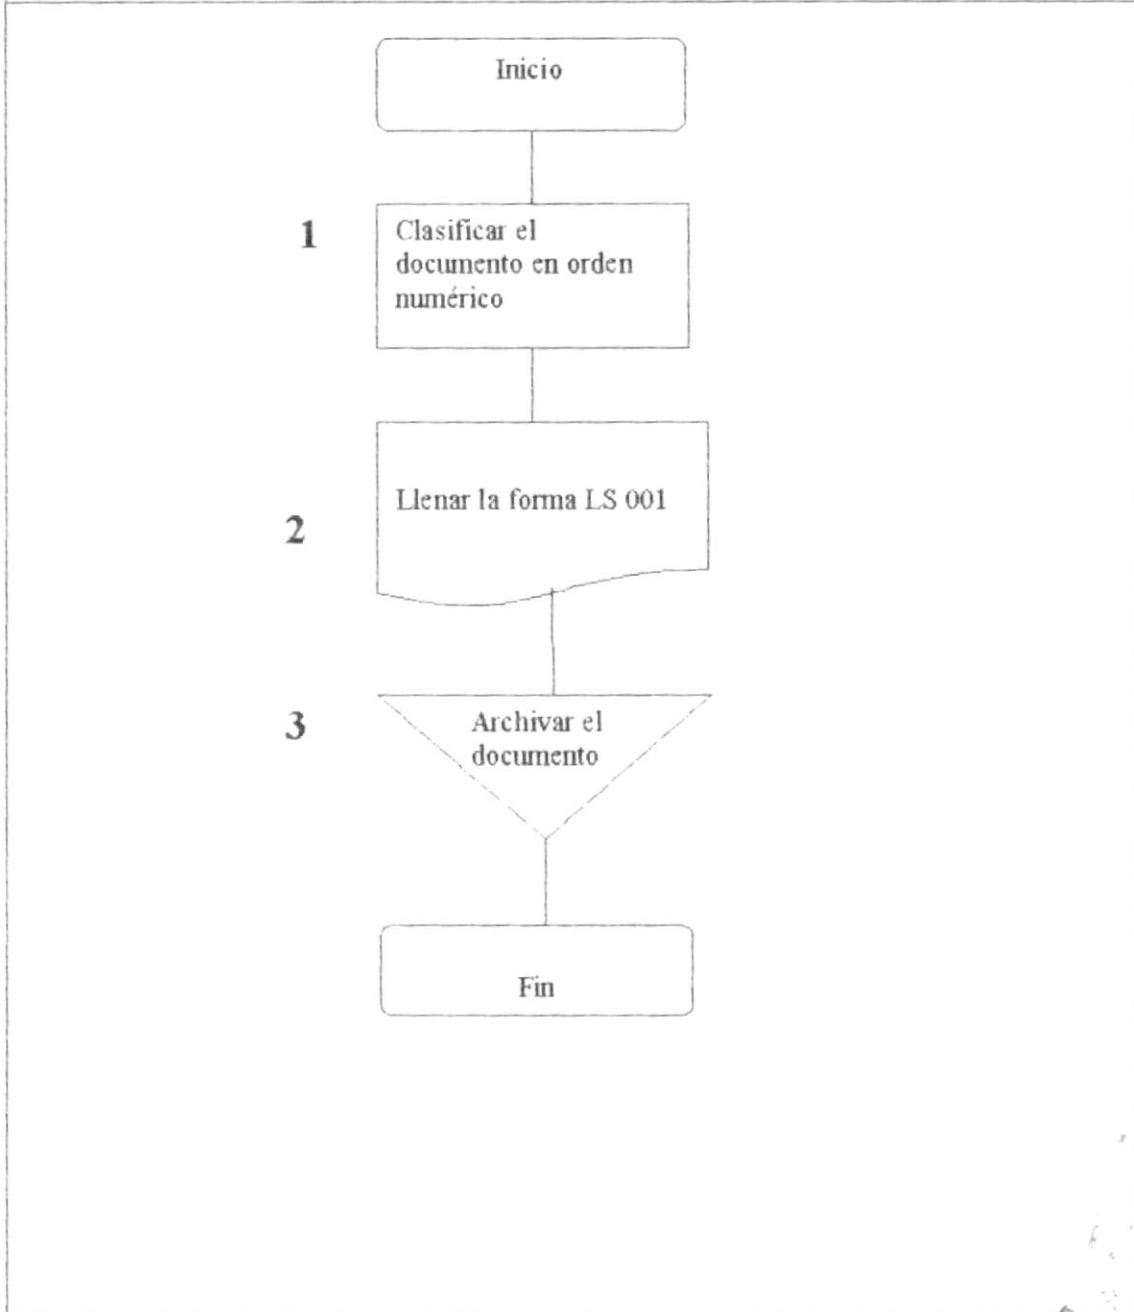 Inicio
1
Clasificar el
documento en orden
numérico
2
Llenar la forma LS 001
3
Archivar el
documento
Fin